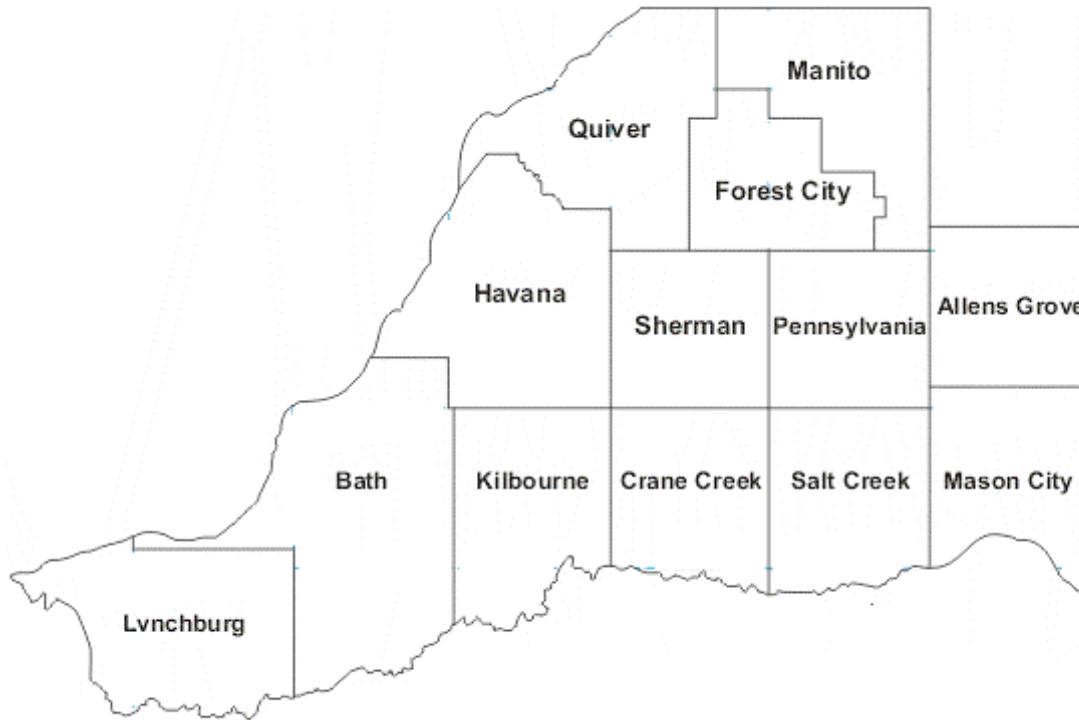 Manito
Quiver
Forest City
Havana
Allens Grove
Sherman
Pennsylvania
Bath
Kilbourne
Crane Creek
Salt Creek
Mason City
Lvnchburg